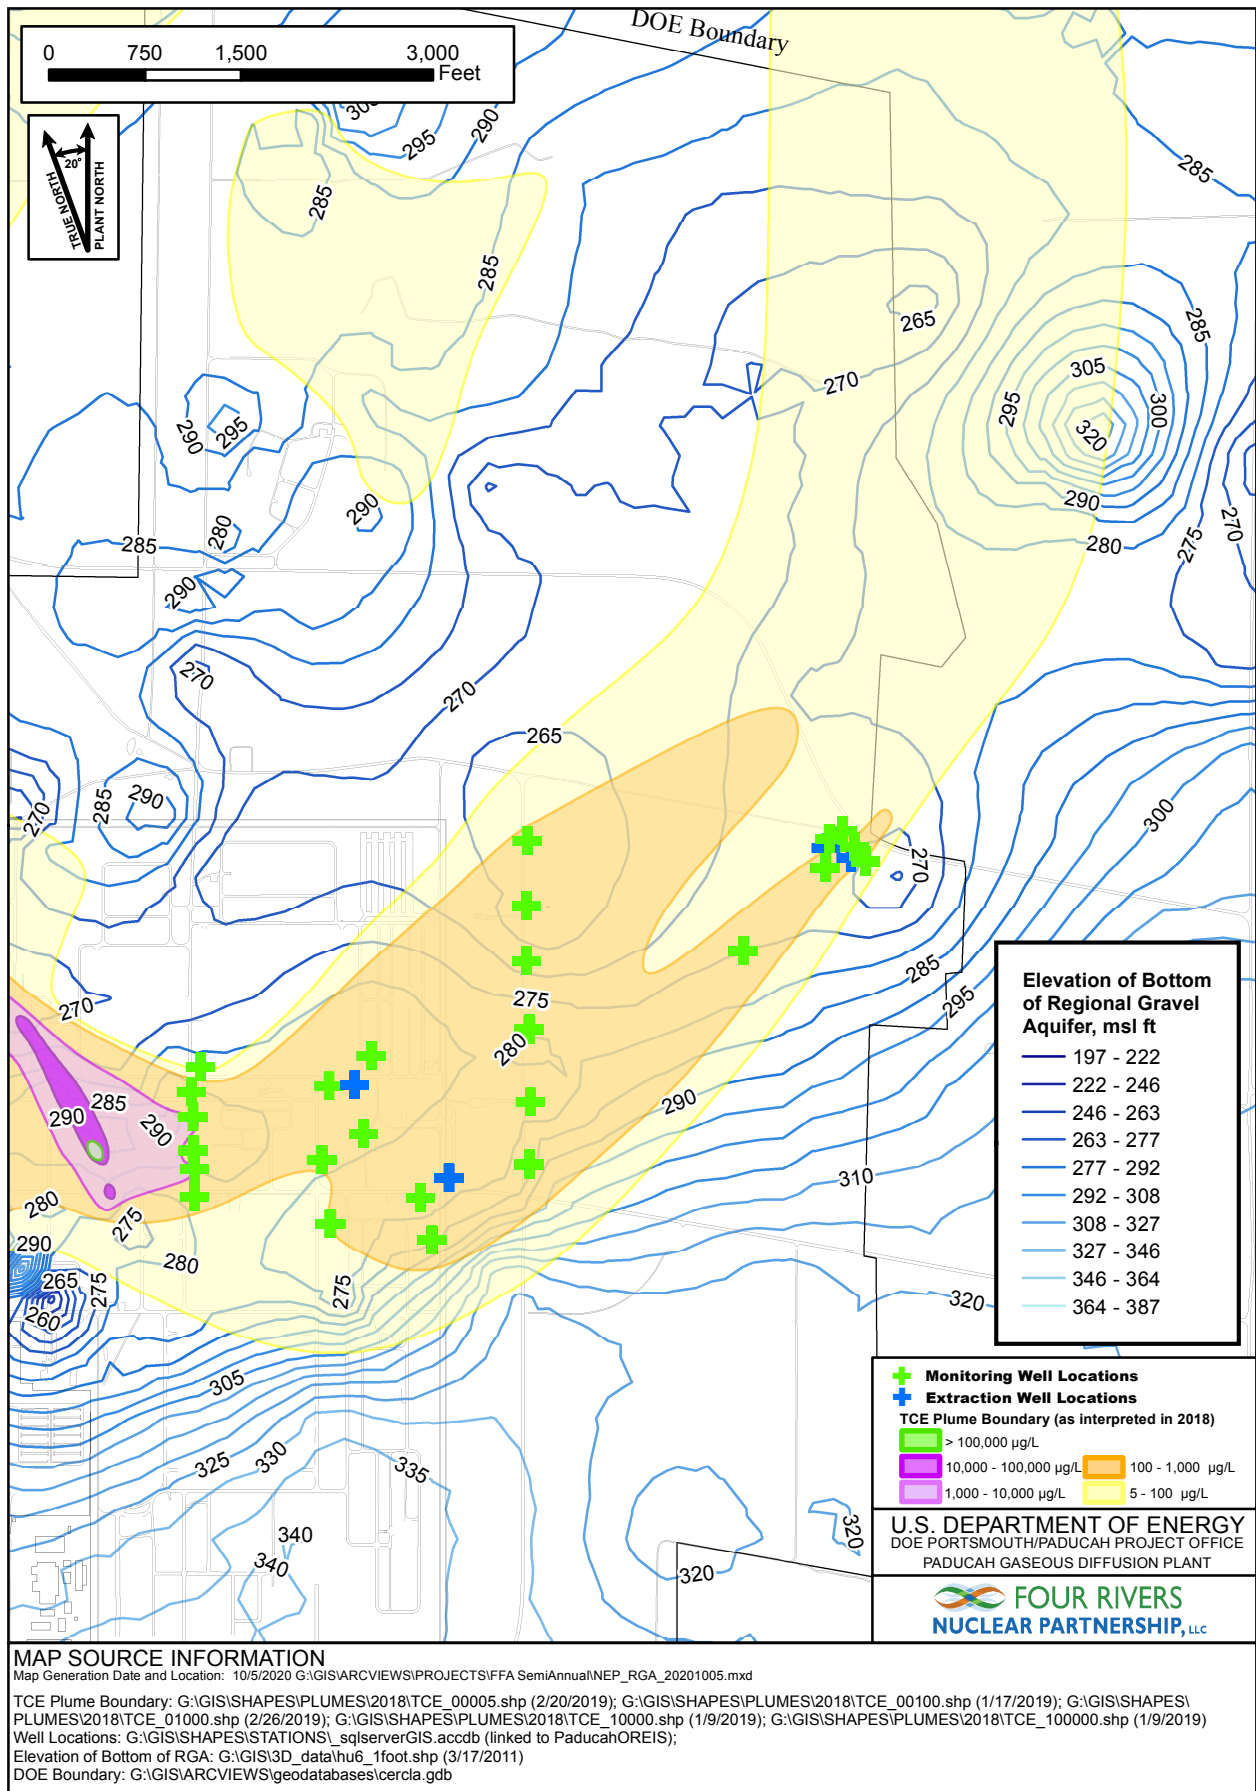 DOE Boundary
0 750 1,500 3,000
Feet
20°
TRUE NORTH
PLANT NORTH
300
295
290
285
285
285
285
265
270
305
295
300
320
290
280
275
270
290
295
290
280
285
290
270
270
265
270
285
290
300
270
285
295
275
280
270
285
290
290
290
310
280
275
280
290
265
275
260
275
320
305
325
330
335
340
340
320
320
Elevation of Bottom
of Regional Gravel
Aquifer, msl ft
197 - 222
222 - 246
246 - 263
263 - 277
277 - 292
292 - 308
308 - 327
327 - 346
346 - 364
364 - 387
Monitoring Well Locations
Extraction Well Locations
TCE Plume Boundary (as interpreted in 2018)
> 100,000 µg/L
10,000 - 100,000 µg/L 100 - 1,000 µg/L
1,000 - 10,000 µg/L 5 - 100 µg/L
U.S. DEPARTMENT OF ENERGY
DOE PORTSMOUTH/PADUCAH PROJECT OFFICE
PADUCAH GASEOUS DIFFUSION PLANT
FOUR RIVERS
NUCLEAR PARTNERSHIP, LLC
MAP SOURCE INFORMATION
Map Generation Date and Location: 10/5/2020 G:\GIS\ARCVIEWS\PROJECTS\FFA SemiAnnual\NEP_RGA_20201005.mxd
TCE Plume Boundary: G:\GIS\SHAPES\PLUMES\2018\TCE_00005.shp (2/20/2019); G:\GIS\SHAPES\PLUMES\2018\TCE_00100.shp (1/17/2019); G:\GIS\SHAPES\
PLUMES\2018\TCE_01000.shp (2/26/2019); G:\GIS\SHAPES\PLUMES\2018\TCE_10000.shp (1/9/2019); G:\GIS\SHAPES\PLUMES\2018\TCE_100000.shp (1/9/2019)
Well Locations: G:\GIS\SHAPES\STATIONS\_sqlserverGIS.accdb (linked to PaducahOREIS);
Elevation of Bottom of RGA: G:\GIS\3D_data\hu6_1foot.shp (3/17/2011)
DOE Boundary: G:\GIS\ARCVIEWS\geodatabases\cercla.gdb